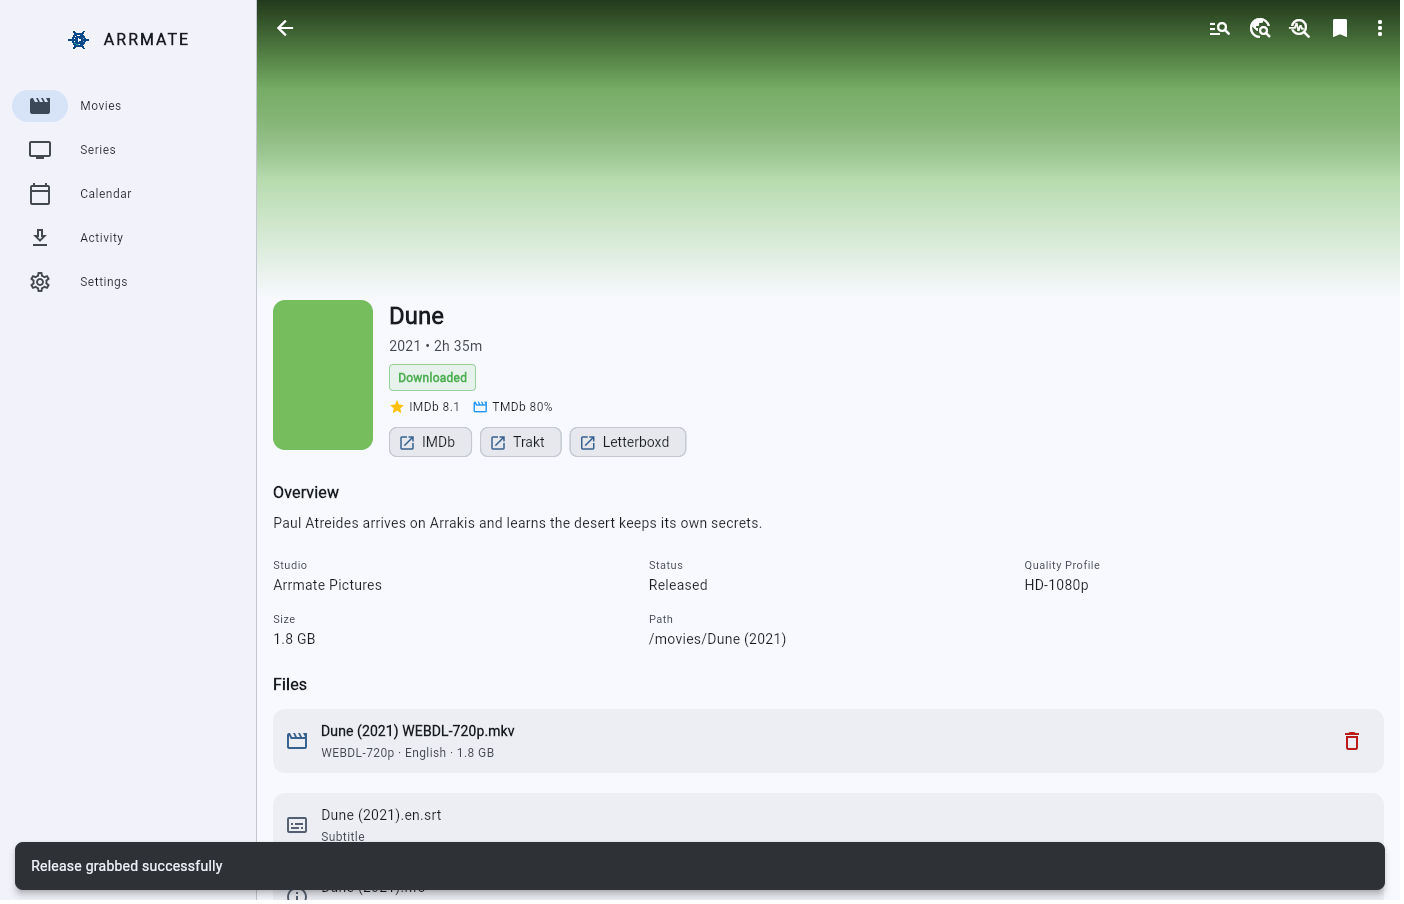 ARRMATE
Movies
Series
Calendar
Activity
Settings
Dune
2021 • 2h 35m
Downloaded
IMDb 8.1
TMDb 80%
IMDb
Trakt
Letterboxd
Overview
Paul Atreides arrives on Arrakis and learns the desert keeps its own secrets.
Studio
Arrmate Pictures
Status
Released
Quality Profile
HD-1080p
Size
1.8 GB
Path
/movies/Dune (2021)
Files
Dune (2021) WEBDL-720p.mkv
WEBDL-720p · English · 1.8 GB
Dune (2021).en.srt
Subtitle
Release grabbed successfully